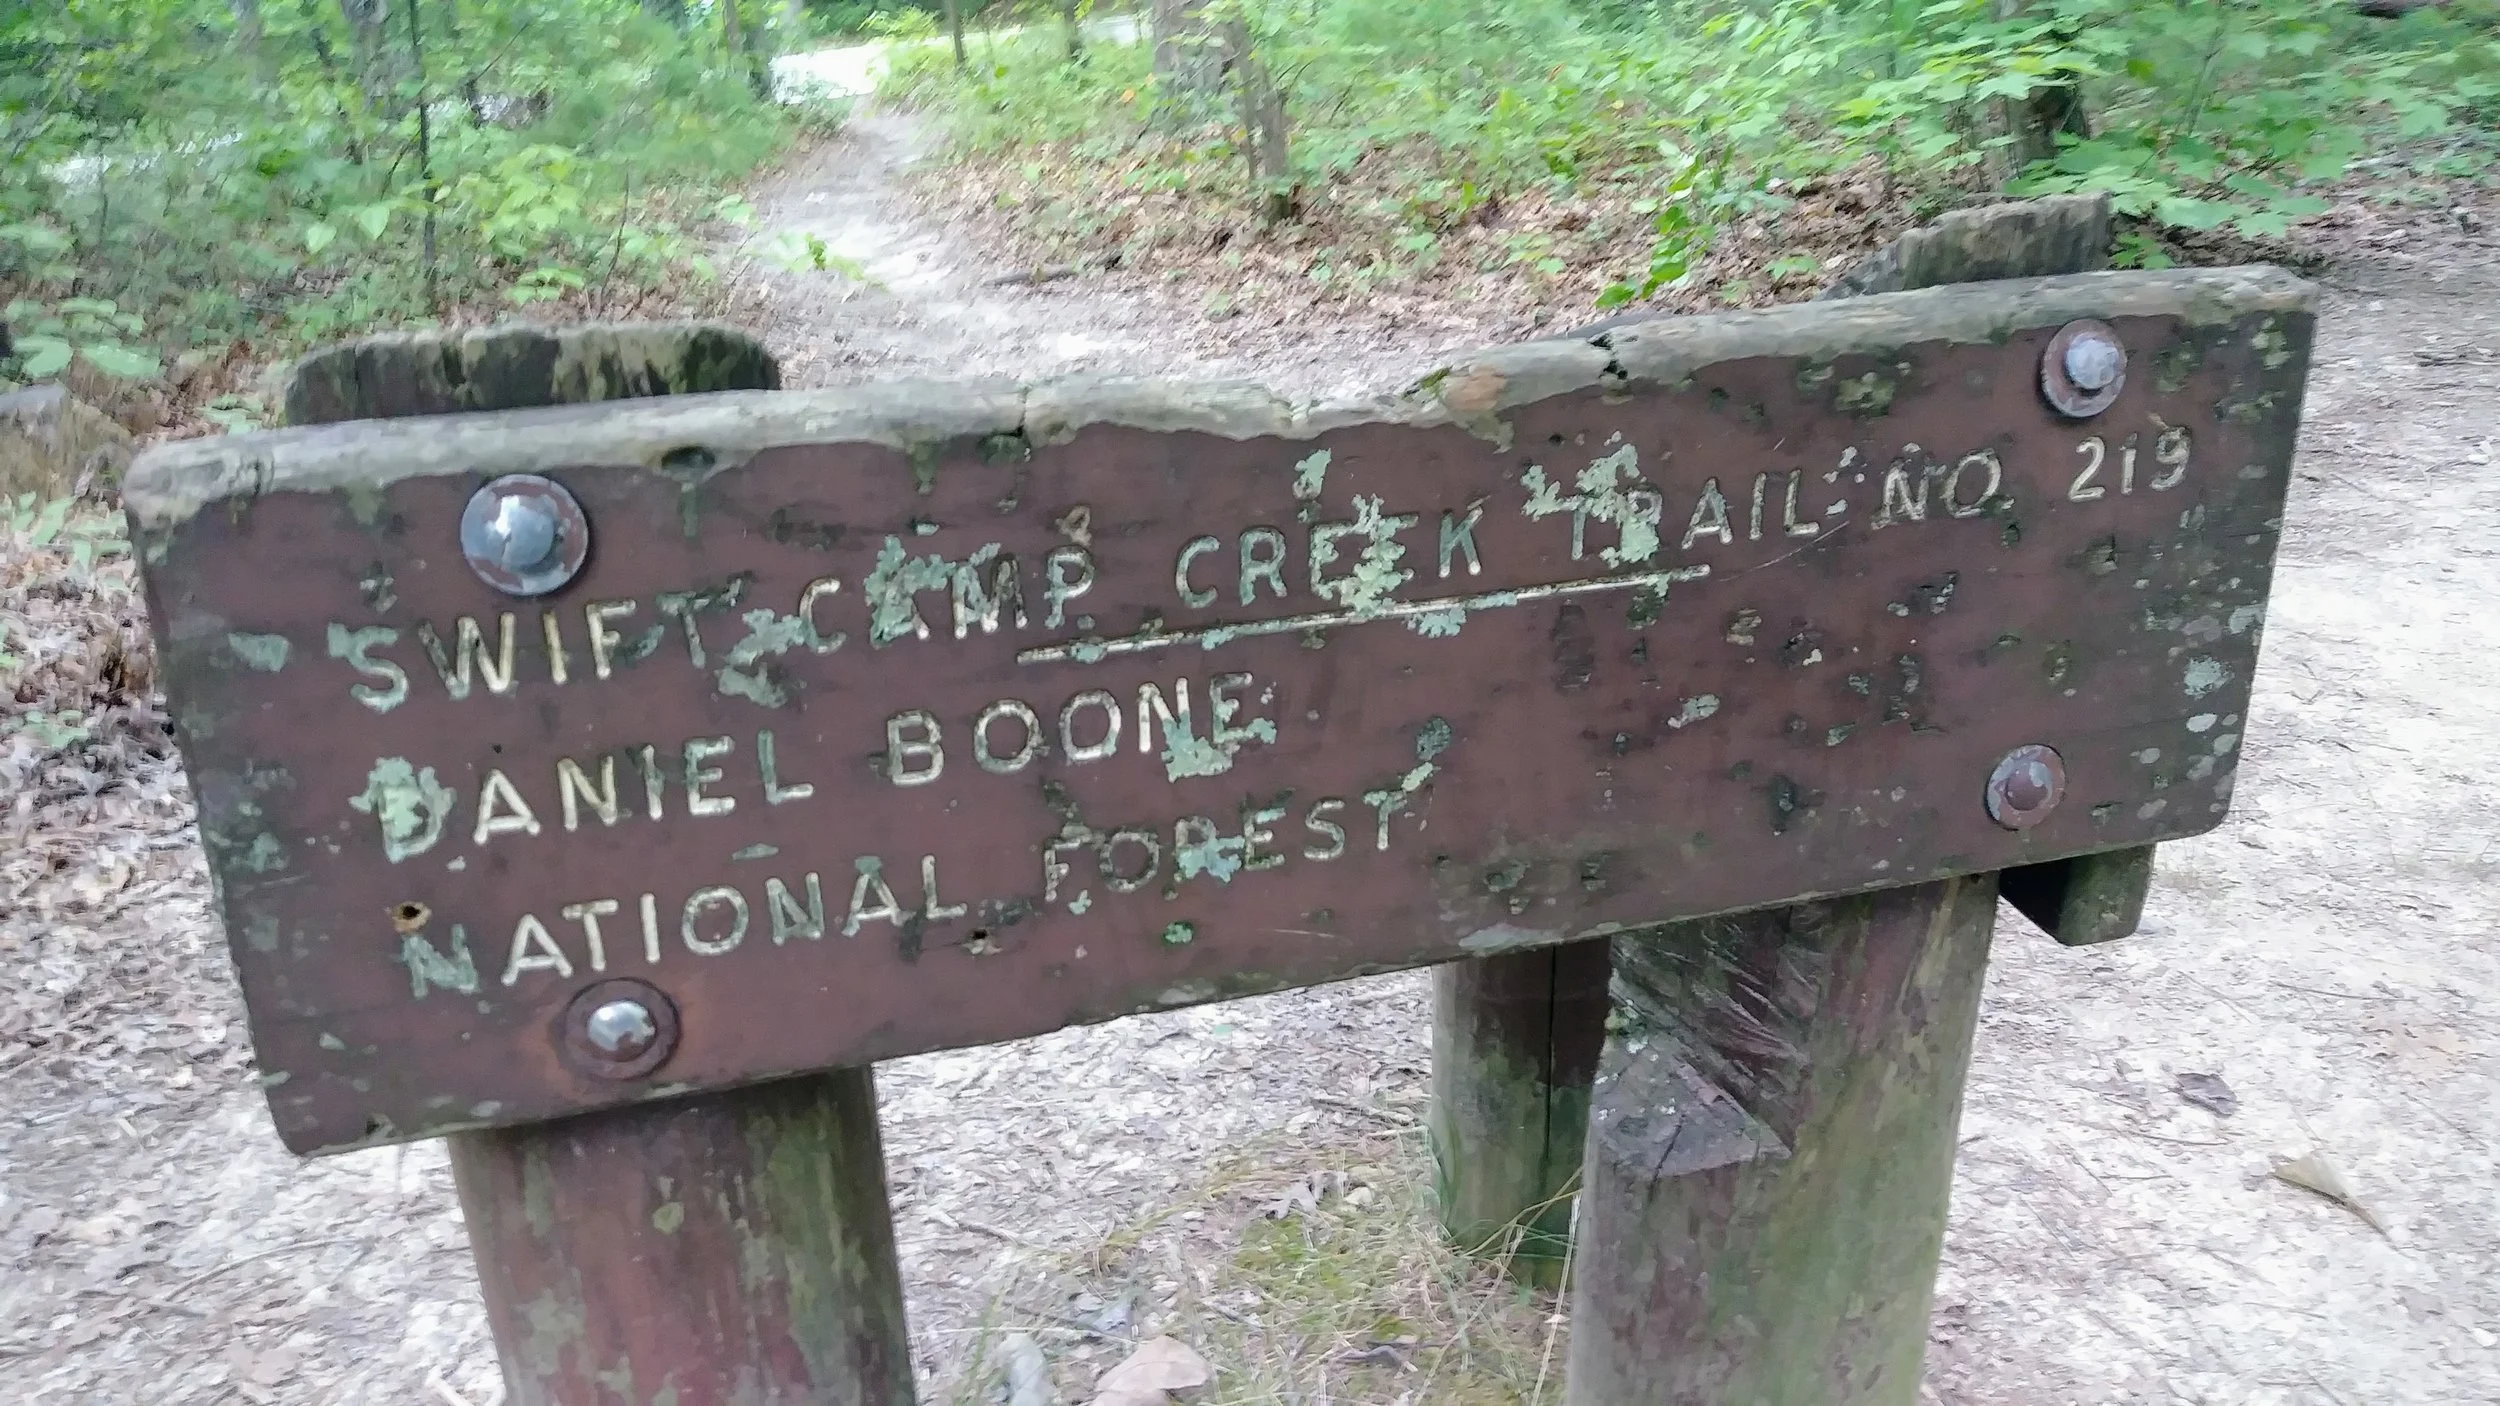 SWIFT CAMP CREEK TRAIL NO. 219
DANIEL BOONE
NATIONAL FOREST